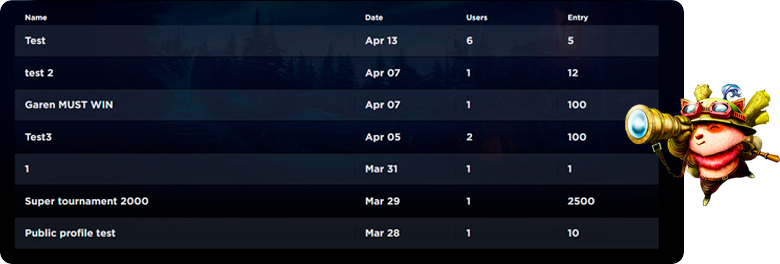 Name Date Users Entry
Test Apr 13 6 5
test 2 Apr 07 1 12
Garen MUST WIN Apr 07 1 100
Test3 Apr 05 2 100
1 Mar 31 1 1
Super tournament 2000 Mar 29 1 2500
Public profile test Mar 28 1 10